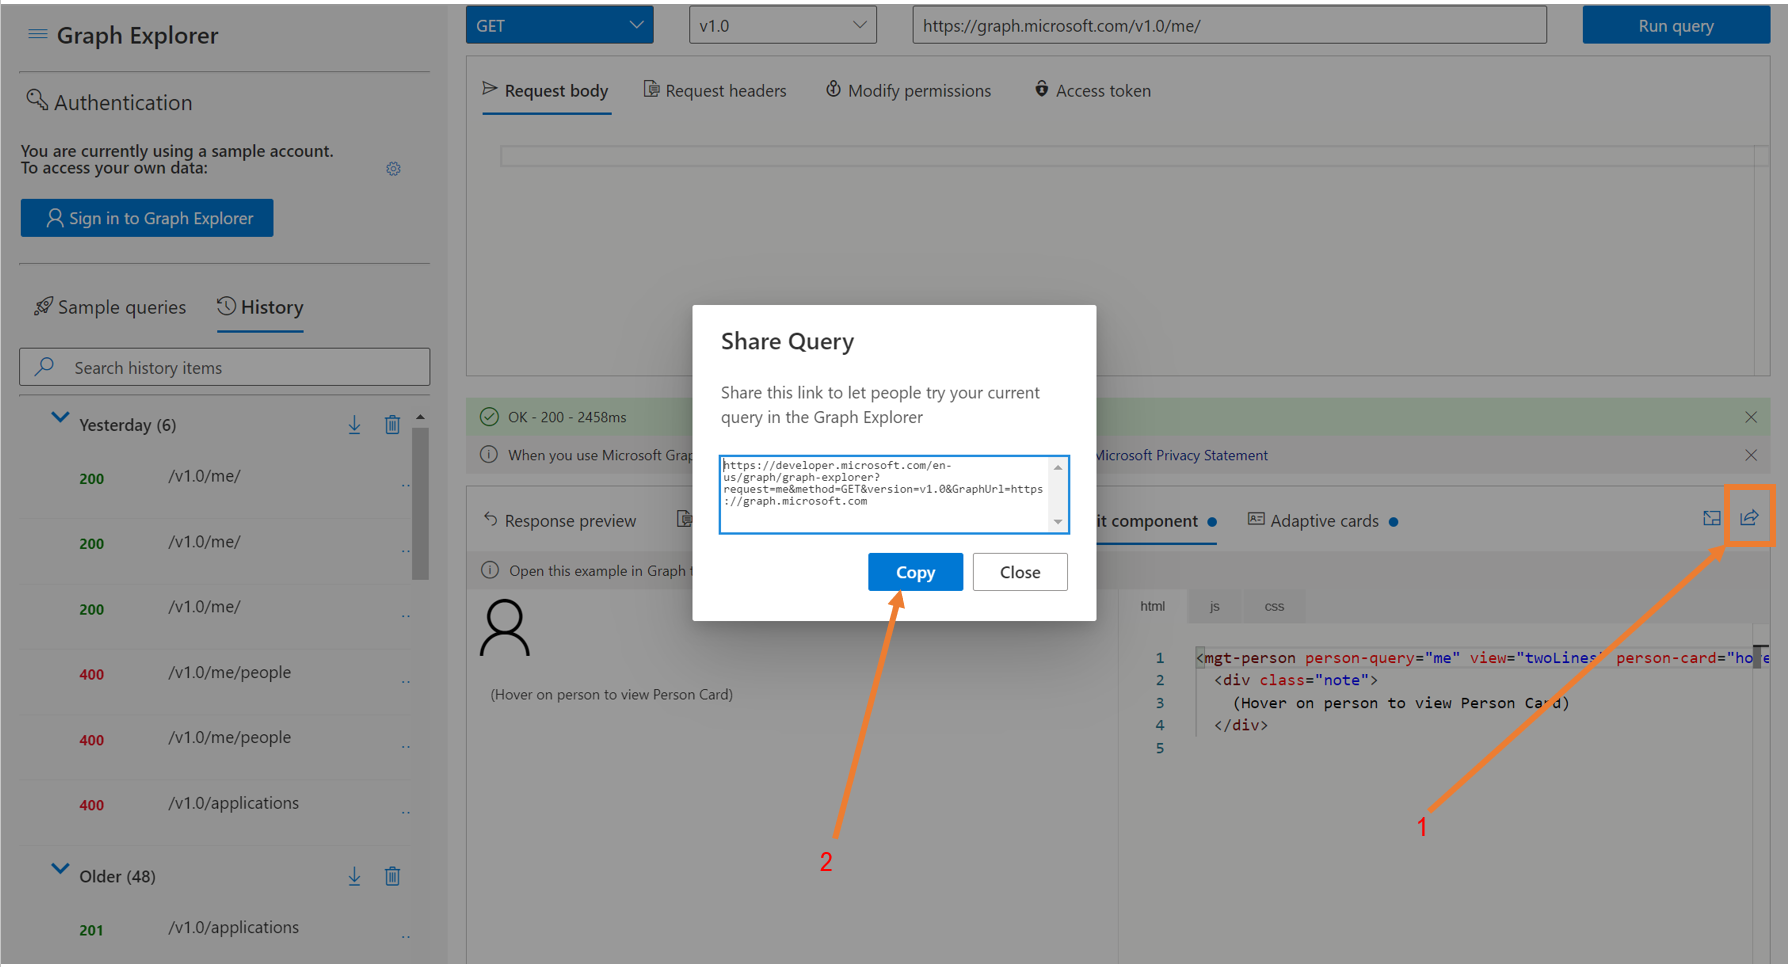 Graph Explorer
GET
v1.0
https://graph.microsoft.com/v1.0/me/
Run query
Authentication
You are currently using a sample account.
To access your own data:
Sign in to Graph Explorer
Request body
Request headers
Modify permissions
Access token
Sample queries
History
Search history items
Yesterday (6)
200 /v1.0/me/ ..
200 /v1.0/me/ ..
200 /v1.0/me/ ..
400 /v1.0/me/people ..
400 /v1.0/me/people ..
400 /v1.0/applications ..
Older (48)
201 /v1.0/applications ..
OK - 200 - 2458ms
When you use Microsoft Gra
Microsoft Privacy Statement
Response preview
it component
Adaptive cards
Open this example in Graph
(Hover on person to view Person Card)
html
js
css
1 <mgt-person person-query="me" view="twoLines" person-card="hove
2 <div class="note">
3 (Hover on person to view Person Card)
4 </div>
5
Share Query
Share this link to let people try your current
query in the Graph Explorer
https://developer.microsoft.com/en-
us/graph/graph-explorer?
request=me&method=GET&version=v1.0&GraphUrl=https
://graph.microsoft.com
Copy
Close
1
2